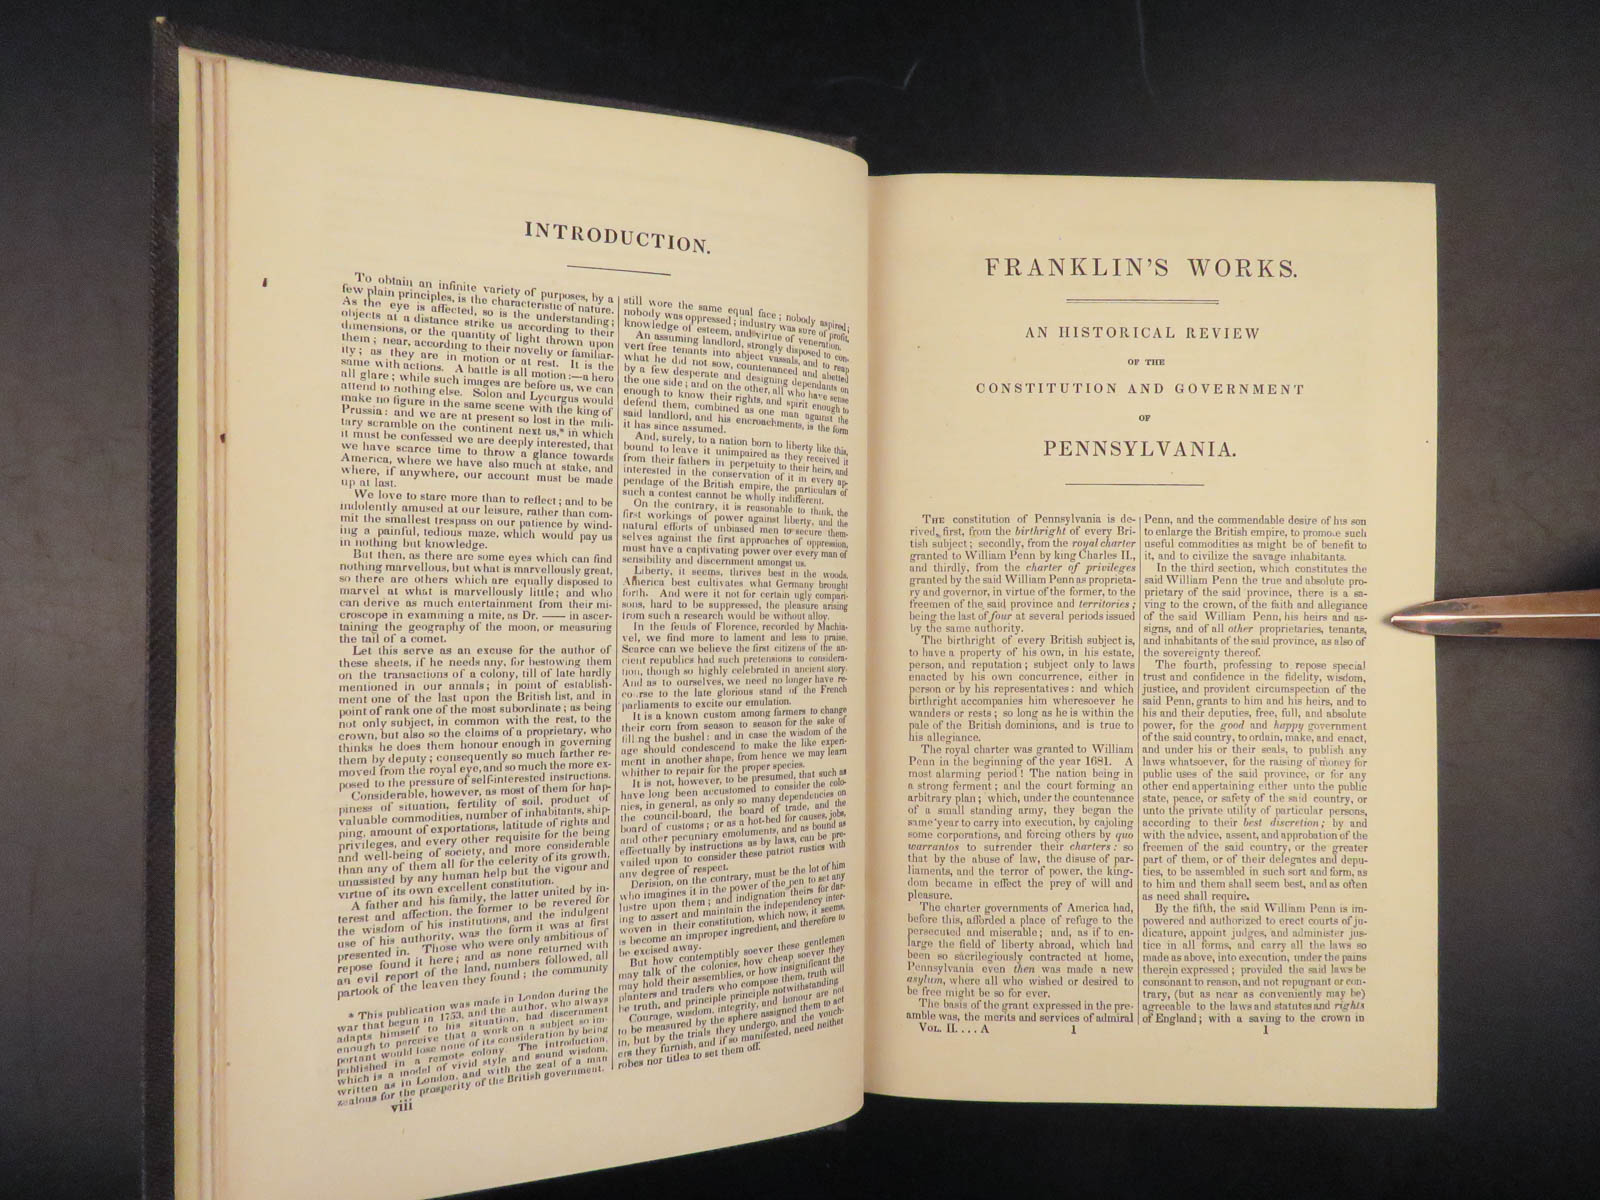 INTRODUCTION.
To obtain an infinite variety of purposes, by a
few plain principles, is the characteristic of nature.
As the eye is affected, so is the understanding;
objects at a distance strike us according to their
dimensions, or the quantity of light thrown upon
them; near, according to their novelty or familiar-
ity; as they are in motion or at rest. It is the
same with actions. A battle is all motion:—a hero
all glare; while such images are before us, we can
attend to nothing else. Solon and Lycurgus would
make no figure in the same scene with the king of
Prussia: and we are at present so lost in the mili-
tary scramble on the continent next us,* in which
it must be confessed we are deeply interested, that
we have scarce time to throw a glance towards
America, where we have also much at stake, and
where, if anywhere, our account must be made
up at last.
We love to stare more than to reflect; and to be
indolently amused at our leisure, rather than com-
mit the smallest trespass on our patience by wind-
ing a painful, tedious maze, which would pay us
in nothing but knowledge.
But then, as there are some eyes which can find
nothing marvellous, but what is marvellously great,
so there are others which are equally disposed to
marvel at what is marvellously little; and who
can derive as much entertainment from their mi-
croscope in examining a mite, as Dr. —— in ascer-
taining the geography of the moon, or measuring
the tail of a comet.
Let this serve as an excuse for the author of
these sheets, if he needs any, for bestowing them
on the transactions of a colony, till of late hardly
mentioned in our annals; in point of establish-
ment one of the last upon the British list, and in
point of rank one of the most subordinate; as being
not only subject, in common with the rest, to the
crown, but also so the claims of a proprietary, who
thinks he does them honour enough in governing
them by deputy; consequently so much farther re-
moved from the royal eye, and so much the more ex-
posed to the pressure of self-interested instructions.
Considerable, however, as most of them for hap-
piness of situation, fertility of soil, product of
valuable commodities, number of inhabitants, ship-
ping, amount of exportations, latitude of rights and
privileges, and every other requisite for the being
and well-being of society, and more considerable
than any of them all for the celerity of its growth,
unassisted by any human help but the vigour and
virtue of its own excellent constitution.
A father and his family, the latter united by in-
terest and affection, the former to be revered for
the wisdom of his institutions, and the indulgent
use of his authority, was the form it was at first
presented in. Those who were only ambitious of
repose found it here; and as none returned with
an evil report of the land, numbers followed, all
partook of the leaven they found; the community
* This publication was made in London during the
war that begun in 1753, and the author, who always
adapts himself to his situation, had discernment
enough to perceive that a work on a subject so im-
portant would lose none of its consideration by being
published in a remote colony. The introduction,
which is a model of vivid style and sound wisdom,
written as in London, and with the zeal of a man
zealous for the prosperity of the British government.
viii
still wore the same equal face; nobody aspired;
nobody was oppressed; industry was sure of profit,
knowledge of esteem, and virtue of veneration.
An assuming landlord, strongly disposed to con-
vert free tenants into abject vassals, and to reap
what he did not sow, countenanced and abetted
by a few desperate and designing dependants on
the one side; and on the other, all who have sense
enough to know their rights, and spirit enough to
defend them, combined as one man against the
said landlord, and his encroachments, is the form
it has since assumed.
And, surely, to a nation born to liberty like this,
bound to leave it unimpaired as they received it
from their fathers in perpetuity to their heirs, and
interested in the conservation of it in every ap-
pendage of the British empire, the particulars of
such a contest cannot be wholly indifferent.
On the contrary, it is reasonable to think, the
first workings of power against liberty, and the
natural efforts of unbiased men to secure them-
selves against the first approaches of oppression,
must have a captivating power over every man of
sensibility and discernment amongst us.
Liberty, it seems, thrives best in the woods.
America best cultivates what Germany brought
forth. And were it not for certain ugly compari-
sons, hard to be suppressed, the pleasure arising
from such a research would be without alloy.
In the feuds of Florence, recorded by Machia-
vel, we find more to lament and less to praise.
Scarce can we believe the first citizens of the an-
cient republics had such pretensions to considera-
tion, though so highly celebrated in ancient story.
And as to ourselves, we need no longer have re-
course to the late glorious stand of the French
parliaments to excite our emulation.
It is a known custom among farmers to change
their corn from season to season for the sake of
filling the bushel: and in case the wisdom of the
age should condescend to make the like experi-
ment in another shape, from hence we may learn
whither to repair for the proper species.
It is not, however, to be presumed, that such as
have long been accustomed to consider the colo-
nies, in general, as only so many dependencies on
the council-board, the board of trade, and the
board of customs; or as a hot-bed for causes, jobs,
and other pecuniary emoluments, and as bound as
effectually by instructions as by laws, can be pre-
vailed upon to consider these patriot rustics with
any degree of respect.
Derision, on the contrary, must be the lot of him
who imagines it in the power of the pen to set any
lustre upon them; and indignation theirs for dar-
ing to assert and maintain the independency inter-
woven in their constitution, which now, it seems,
is become an improper ingredient, and therefore to
be excised away.
But how contemptibly soever these gentlemen
may talk of the colonies, how cheap soever they
may hold their assemblies, or how insignificant the
planters and traders who compose them, truth will
be truth, and principle principle notwithstanding.
Courage, wisdom, integrity, and honour are not
to be measured by the sphere assigned them to act
in, but by the trials they undergo, and the vouch-
ers they furnish, and if so manifested, need neither
robes nor titles to set them off.
FRANKLIN'S WORKS.
AN HISTORICAL REVIEW
OF THE
CONSTITUTION AND GOVERNMENT
OF
PENNSYLVANIA.
THE constitution of Pennsylvania is de-
rived, first, from the birthright of every Bri-
tish subject; secondly, from the royal charter
granted to William Penn by king Charles II.,
and thirdly, from the charter of privileges
granted by the said William Penn as proprieta-
ry and governor, in virtue of the former, to the
freemen of the said province and territories;
being the last of four at several periods issued
by the same authority.
The birthright of every British subject is,
to have a property of his own, in his estate,
person, and reputation; subject only to laws
enacted by his own concurrence, either in
person or by his representatives: and which
birthright accompanies him wheresoever he
wanders or rests; so long as he is within the
pale of the British dominions, and is true to
his allegiance.
The royal charter was granted to William
Penn in the beginning of the year 1681. A
most alarming period! The nation being in
a strong ferment; and the court forming an
arbitrary plan; which, under the countenance
of a small standing army, they began the
same year to carry into execution, by cajoling
some corporations, and forcing others by quo
warrantos to surrender their charters: so
that by the abuse of law, the disuse of par-
liaments, and the terror of power, the king-
dom became in effect the prey of will and
pleasure.
The charter governments of America had,
before this, afforded a place of refuge to the
persecuted and miserable; and, as if to en-
large the field of liberty abroad, which had
been so sacrilegiously contracted at home,
Pennsylvania even then was made a new
asylum, where all who wished or desired to
be free might be so for ever.
The basis of the grant expressed in the pre-
amble was, the merits and services of admiral
VOL. II. . . . A 1
Penn, and the commendable desire of his son
to enlarge the British empire, to promote such
useful commodities as might be of benefit to
it, and to civilize the savage inhabitants.
In the third section, which constitutes the
said William Penn the true and absolute pro-
prietary of the said province, there is a sa-
ving to the crown, of the faith and allegiance
of the said William Penn, his heirs and as-
signs, and of all other proprietaries, tenants,
and inhabitants of the said province, as also of
the sovereignty thereof.
The fourth, professing to repose special
trust and confidence in the fidelity, wisdom,
justice, and provident circumspection of the
said Penn, grants to him and his heirs, and to
his and their deputies, free, full, and absolute
power, for the good and happy government
of the said country, to ordain, make, and enact,
and under his or their seals, to publish any
laws whatsoever, for the raising of money for
public uses of the said province, or for any
other end appertaining either unto the public
state, peace, or safety of the said country, or
unto the private utility of particular persons,
according to their best discretion; by and
with the advice, assent, and approbation of the
freemen of the said country, or the greater
part of them, or of their delegates and depu-
ties, to be assembled in such sort and form, as
to him and them shall seem best, and as often
as need shall require.
By the fifth, the said William Penn is im-
powered and authorized to erect courts of ju-
dicature, appoint judges, and administer jus-
tice in all forms, and carry all the laws so
made as above, into execution, under the pains
therein expressed; provided the said laws be
consonant to reason, and not repugnant or con-
trary, (but as near as conveniently may be)
agreeable to the laws and statutes and rights
of England; with a saving to the crown in
1